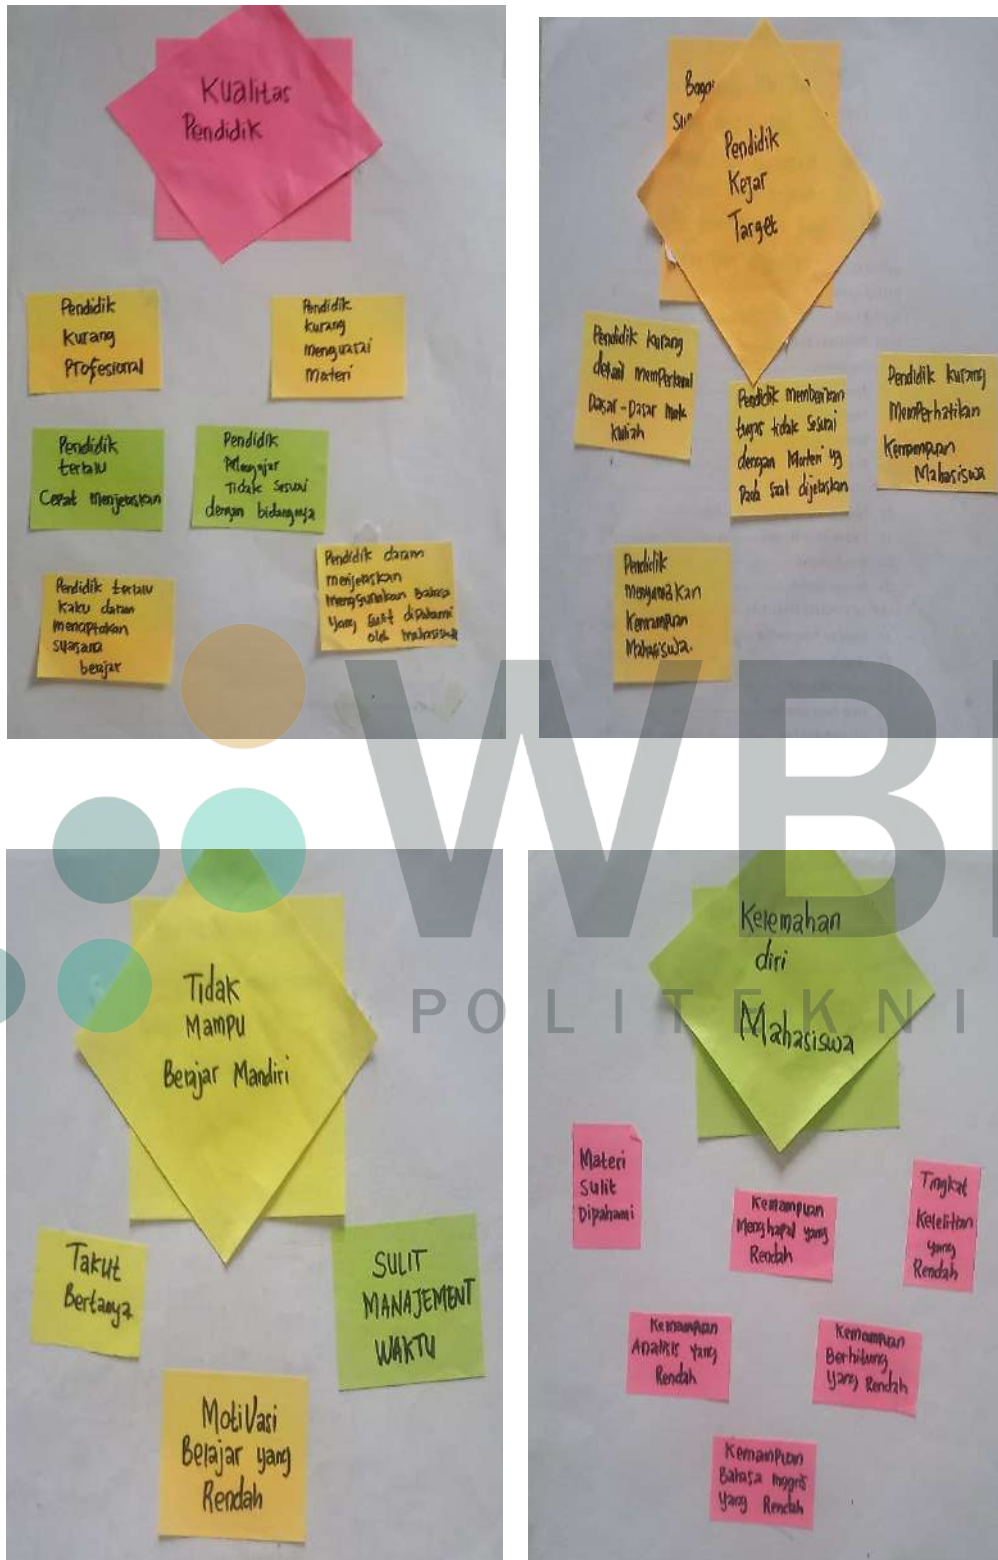 Kualitas
Pendidik
Pendidik
kurang
Profesional
Pendidik
kurang
menguasai
Materi
Pendidik
terlalu
Cepat Menjelaskan
Pendidik
Mengajar
Tidak Sesuai
dengan bidangnya
Pendidik terlalu
kaku dalam
menciptakan
suasana
belajar
Pendidik dalam
menjelaskan
menggunakan Bahasa
yang sulit dipahami
oleh mahasiswa
Pendidik
Kejar
Target
Pendidik kurang
detail memperkenal
Dasar-Dasar Mata
Kuliah
Pendidik memberikan
tugas tidak Sesuai
dengan Materi yg
Pada saat dijelaskan
Pendidik kurang
Memperhatikan
Kemampuan
Mahasiswa
Pendidik
Menyamakan
Kemampuan
Mahasiswa.
Tidak
Mampu
Belajar Mandiri
Takut
Bertanya
SULIT
MANAJEMENT
WAKTU
Motivasi
Belajar yang
Rendah
Kelemahan
diri
Mahasiswa
Materi
Sulit
Dipahami
Kemampuan
Menghapal yang
Rendah
Tingkat
Ketelitian
yang
Rendah
Kemampuan
Analisis yang
Rendah
Kemampuan
Berhitung
yang Rendah
Kemampuan
Bahasa Inggris
yang Rendah
WB
POLITEKNI